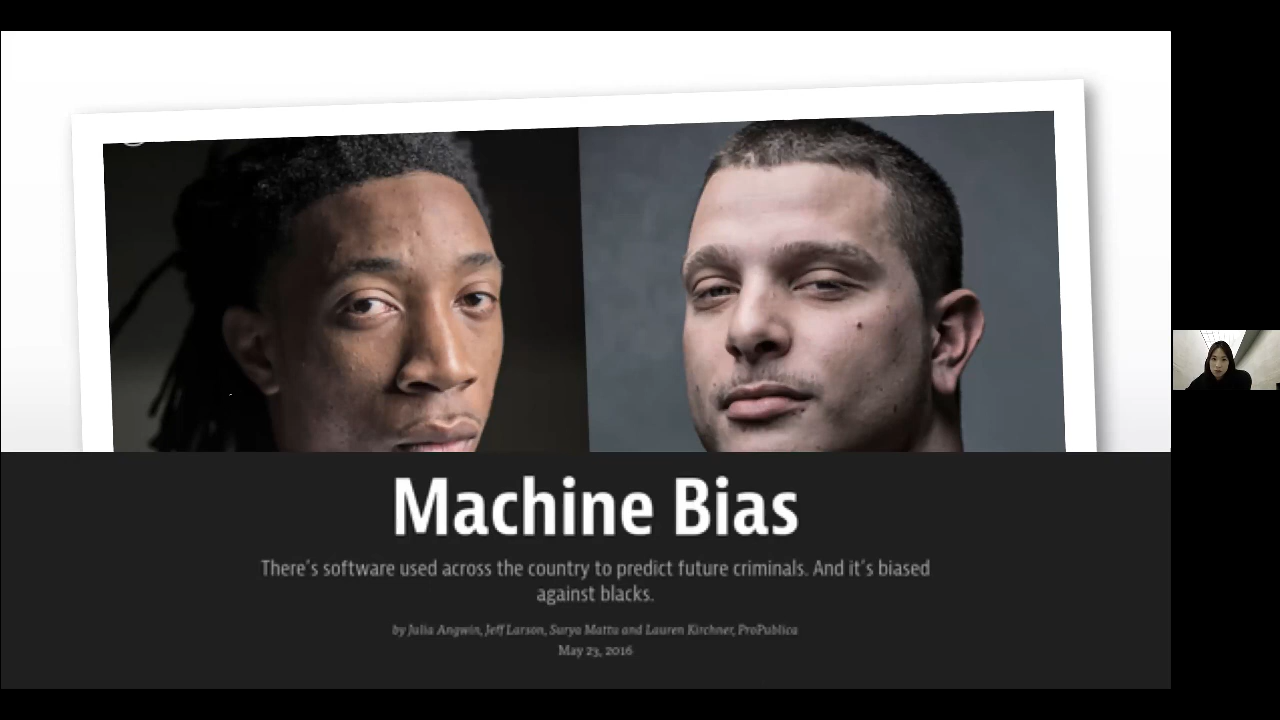 Machine Bias
There's software used across the country to predict future criminals. And it's biased
against blacks.
by Julia Angwin, Jeff Larson, Surya Mattu and Lauren Kirchner, ProPublica
May 23, 2016